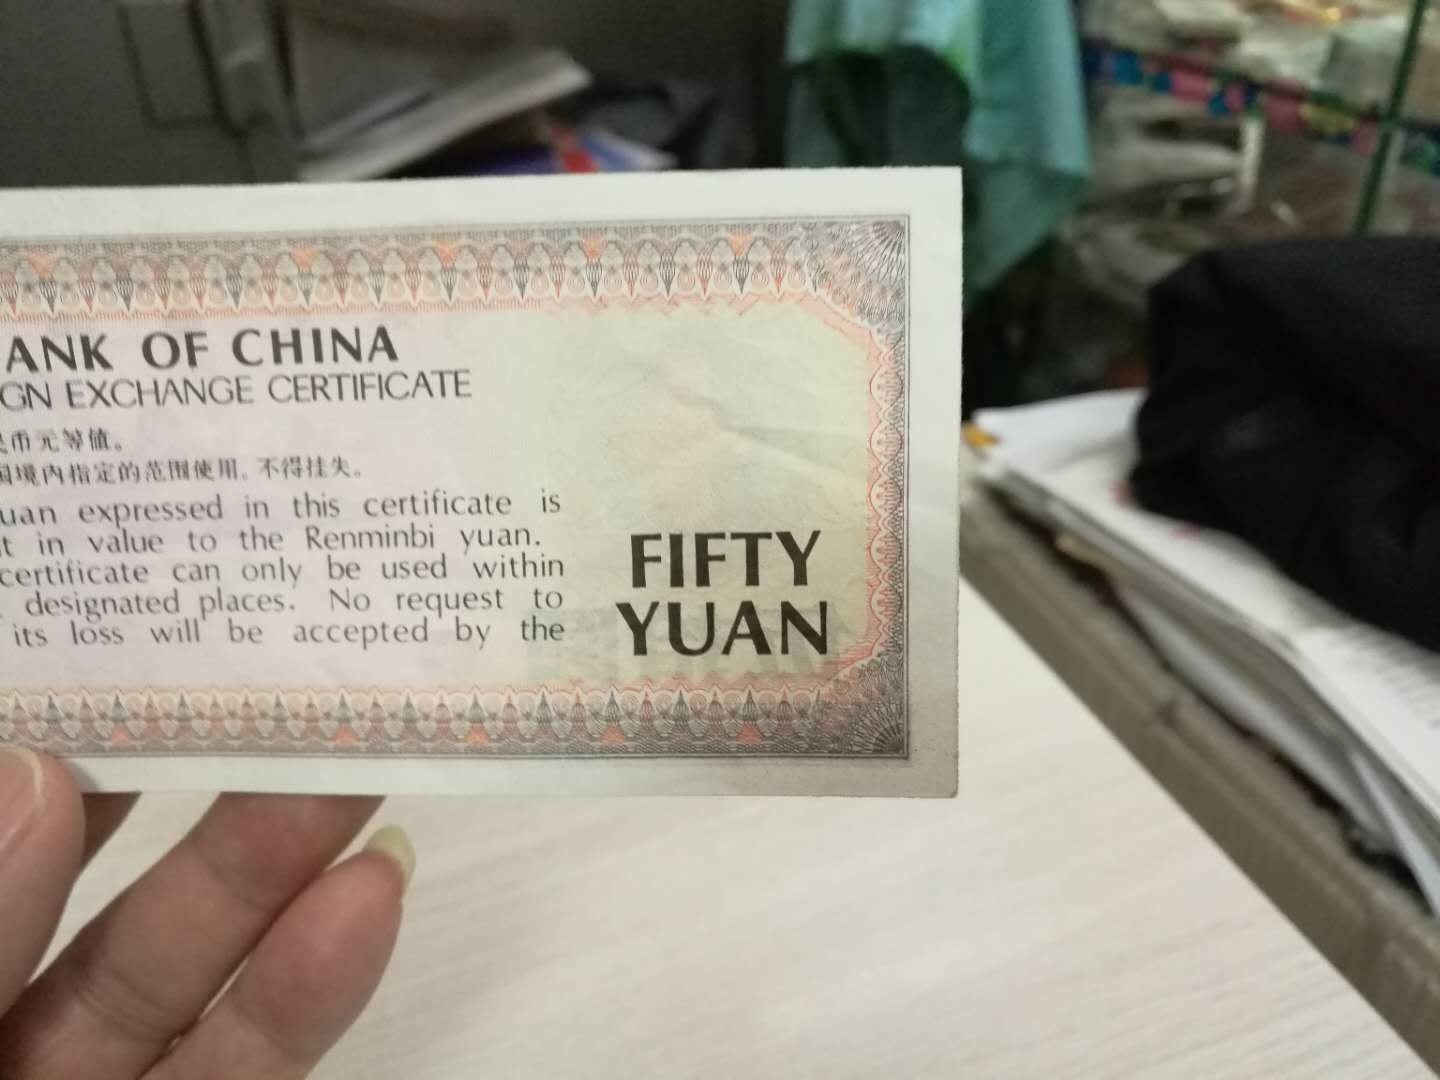 ANK OF CHINA
GN EXCHANGE CERTIFICATE
币元等值。
境内指定的范围使用。不得挂失。
uan expressed in this certificate is
t in value to the Renminbi yuan.
certificate can only be used within
designated places. No request to
its loss will be accepted by the
FIFTY
YUAN